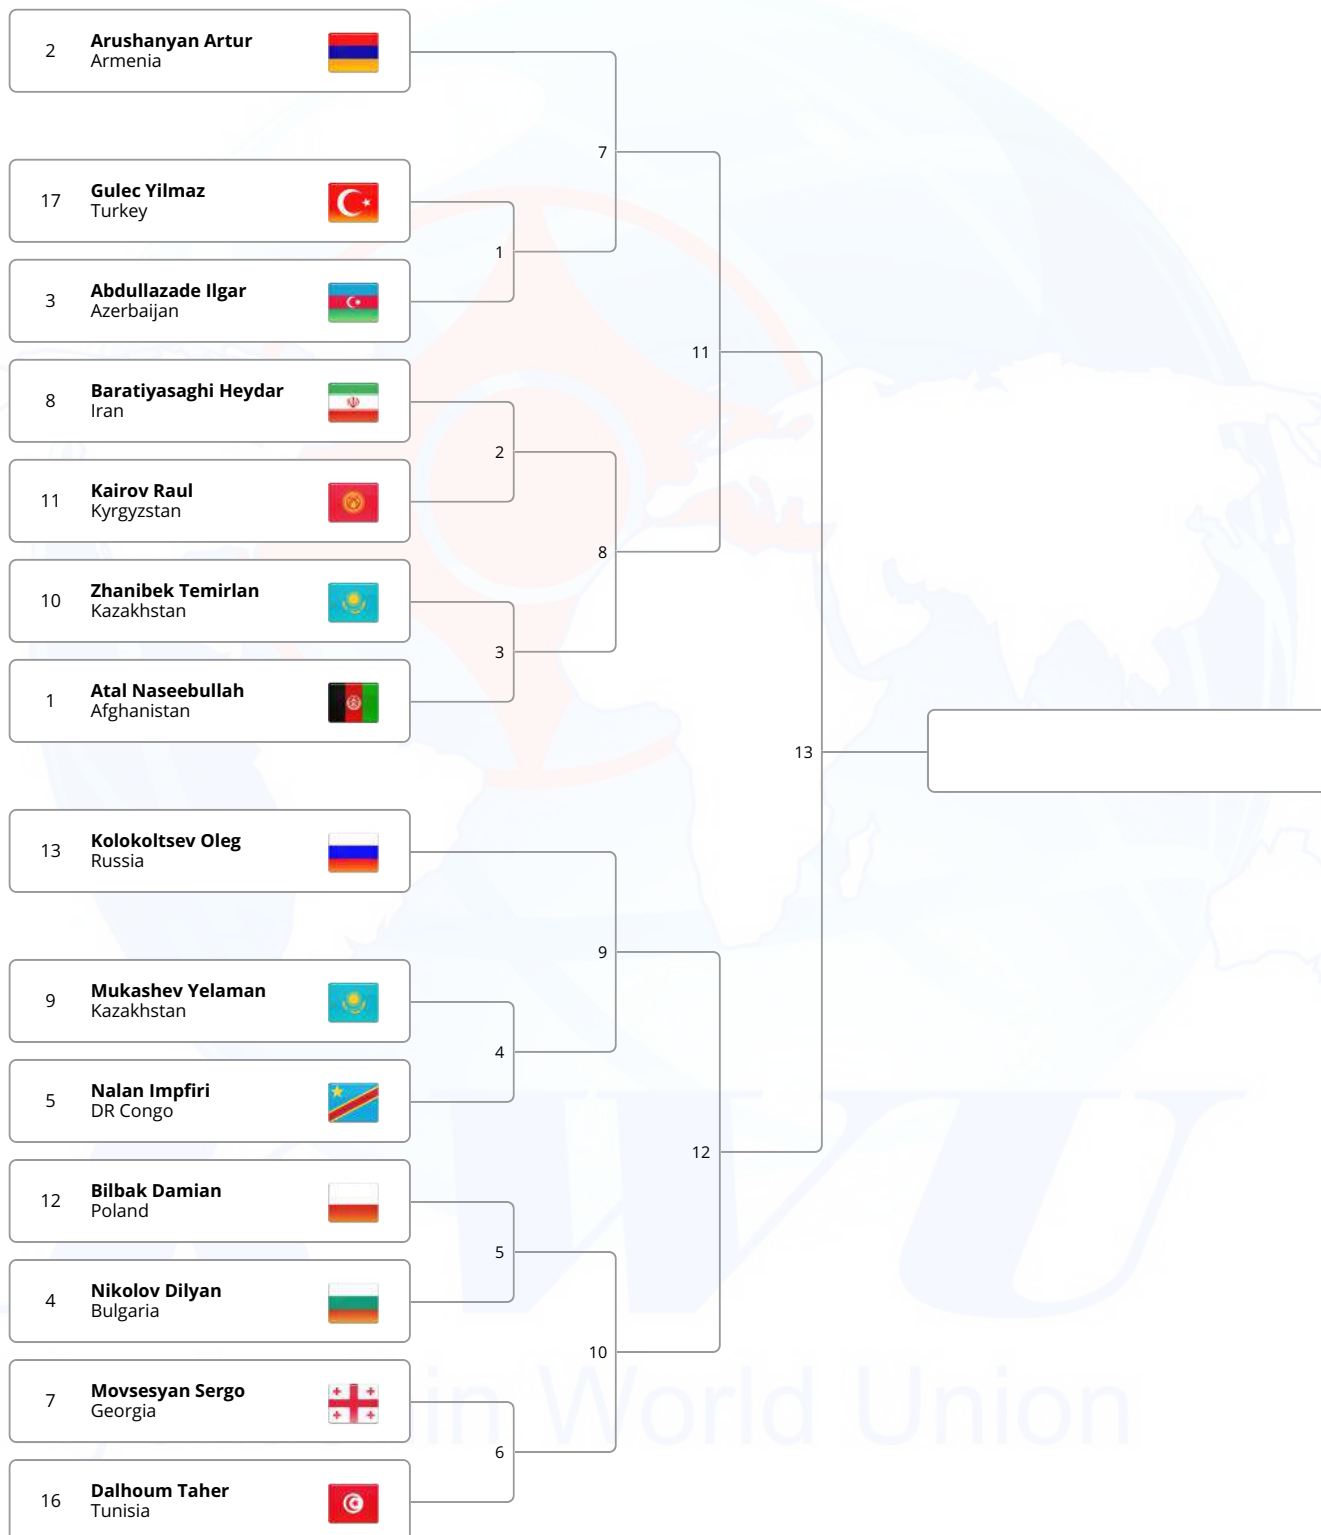 2
Arushanyan Artur
Armenia
7
17
Gulec Yilmaz
Turkey
1
3
Abdullazade Ilgar
Azerbaijan
11
8
Baratiyasaghi Heydar
Iran
2
11
Kairov Raul
Kyrgyzstan
8
10
Zhanibek Temirlan
Kazakhstan
3
1
Atal Naseebullah
Afghanistan
13
13
Kolokoltsev Oleg
Russia
9
9
Mukashev Yelaman
Kazakhstan
4
5
Nalan Impfiri
DR Congo
12
12
Bilbak Damian
Poland
5
4
Nikolov Dilyan
Bulgaria
10
7
Movsesyan Sergo
Georgia
6
16
Dalhoum Taher
Tunisia
WU
World Union